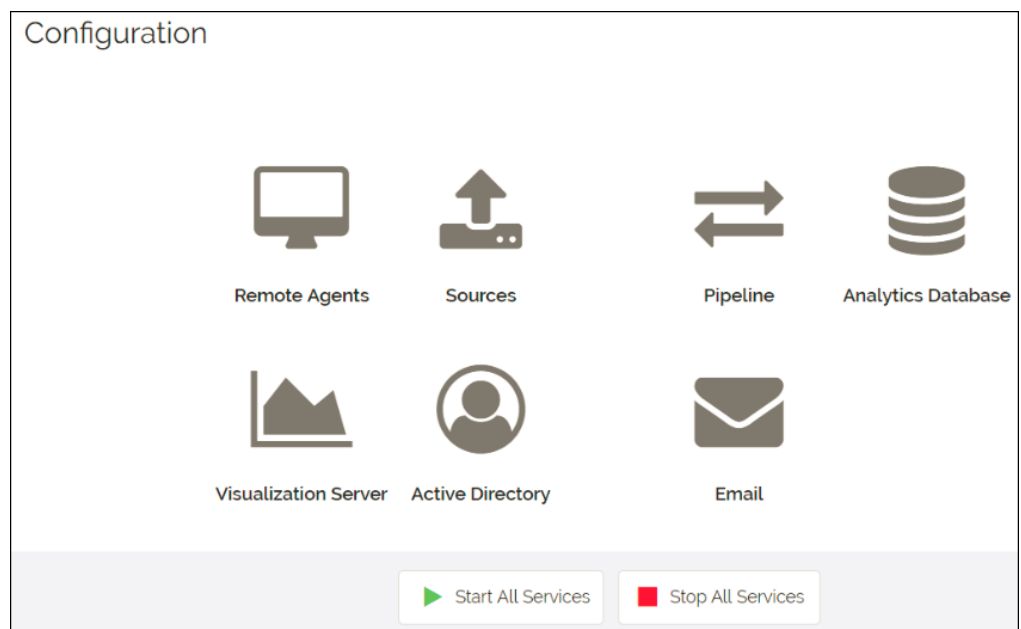 Configuration
Remote Agents
Sources
Pipeline
Analytics Database
Visualization Server
Active Directory
Email
Start All Services
Stop All Services